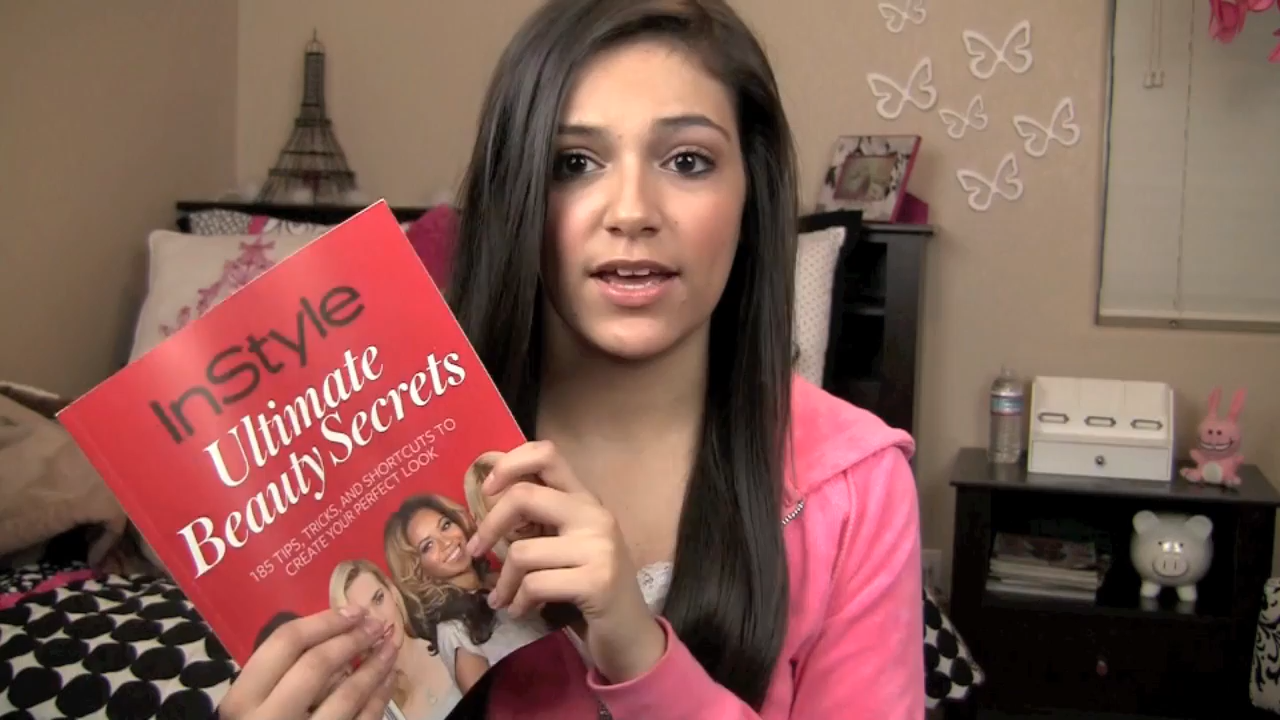 InStyle
Ultimate
Beauty Secrets
185 TIPS, TRICKS, AND SHORTCUTS TO
CREATE YOUR PERFECT LOOK